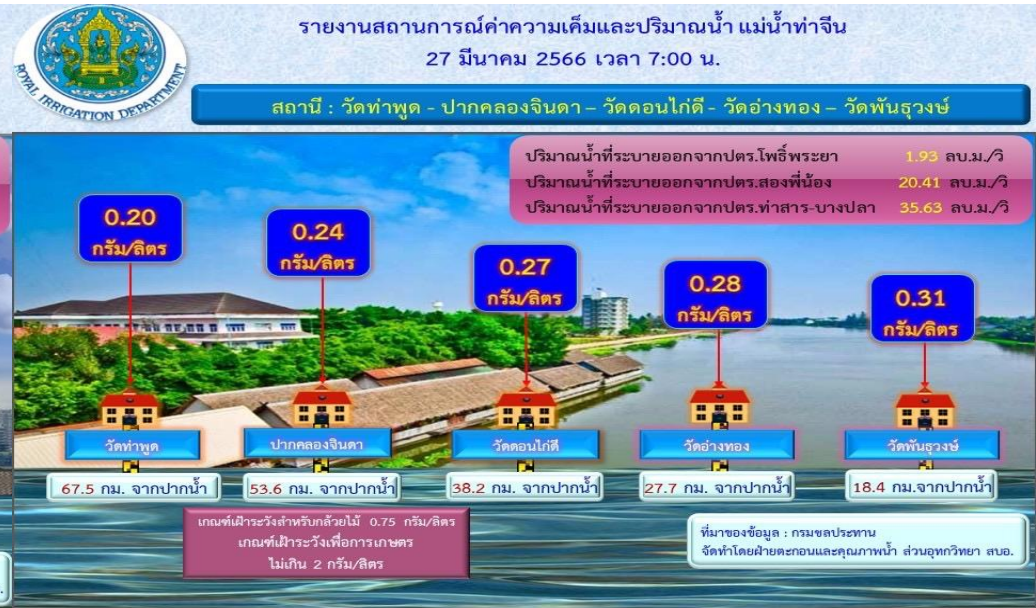 รายงานสถานการณ์ค่าความเค็มและปริมาณน้ำ แม่น้ำท่าจีน
27 มีนาคม 2566 เวลา 7:00 น.
ROYAL IRRIGATION DEPARTMENT
สถานี : วัดท่าพูด - ปากคลองจินดา – วัดดอนไก่ดี - วัดอ่างทอง – วัดพันธุวงษ์
ปริมาณน้ำที่ระบายออกจากปตร.โพธิ์พระยา 1.93 ลบ.ม./วิ
ปริมาณน้ำที่ระบายออกจากปตร.สองพี่น้อง 20.41 ลบ.ม./วิ
ปริมาณน้ำที่ระบายออกจากปตร.ท่าสาร-บางปลา 35.63 ลบ.ม./วิ
0.20
กรัม/ลิตร
0.24
กรัม/ลิตร
0.27
กรัม/ลิตร
0.28
กรัม/ลิตร
0.31
กรัม/ลิตร
วัดท่าพูด
ปากคลองจินดา
วัดดอนไก่ดี
วัดอ่างทอง
วัดพันธุวงษ์
67.5 กม. จากปากน้ำ
53.6 กม. จากปากน้ำ
38.2 กม. จากปากน้ำ
27.7 กม. จากปากน้ำ
18.4 กม.จากปากน้ำ
เกณฑ์เฝ้าระวังสำหรับกล้วยไม้ 0.75 กรัม/ลิตร
เกณฑ์เฝ้าระวังเพื่อการเกษตร
ไม่เกิน 2 กรัม/ลิตร
ที่มาของข้อมูล : กรมชลประทาน
จัดทำโดยฝ่ายตะกอนและคุณภาพน้ำ ส่วนอุทกวิทยา สบอ.